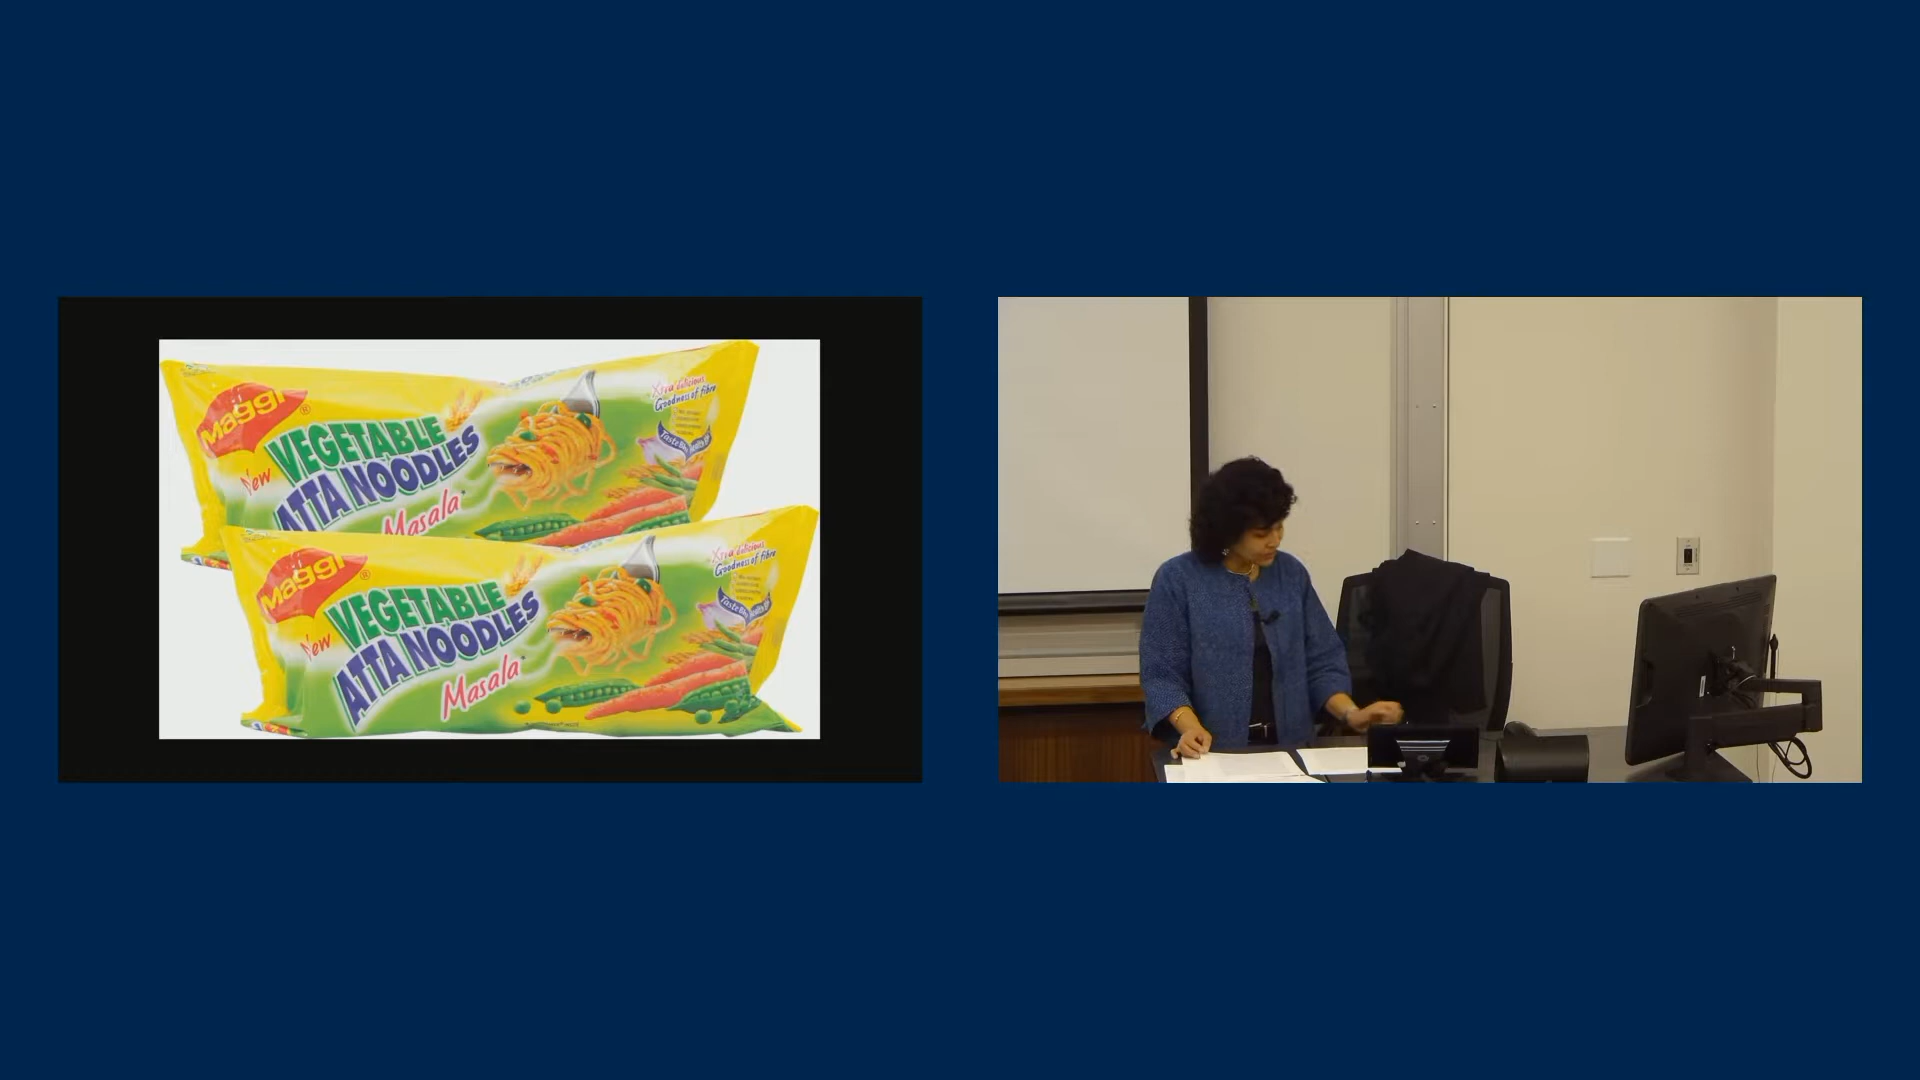 Maggi®
New
VEGETABLE
ATTA NOODLES
Masala
Xtra delicious
Goodness of fibre
Maggi®
New
VEGETABLE
ATTA NOODLES
Masala
Xtra delicious
Goodness of fibre